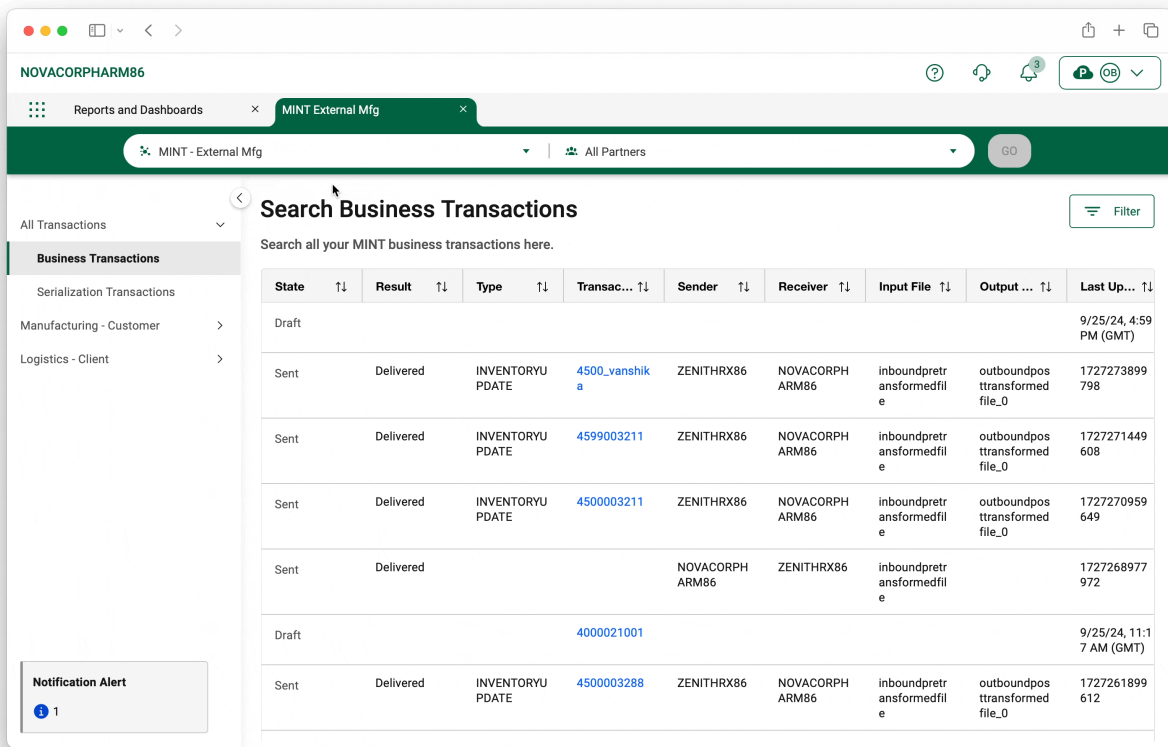 NOVACORPHARM86
3
P
OB
Reports and Dashboards
MINT External Mfg
MINT - External Mfg
All Partners
GO
All Transactions
Business Transactions
Serialization Transactions
Manufacturing - Customer
Logistics - Client
Notification Alert
1
Search Business Transactions
Filter
Search all your MINT business transactions here.
State Result Type Transac... Sender Receiver Input File Output ... Last Up...
Draft 9/25/24, 4:59
PM (GMT)
Sent Delivered INVENTORYU 4500_vanshik ZENITHRX86 NOVACORPH inboundpretr outboundpos 1727273899
PDATE a ARM86 ansformedfil ttransformed 798
e file_0
Sent Delivered INVENTORYU 4599003211 ZENITHRX86 NOVACORPH inboundpretr outboundpos 1727271449
PDATE ARM86 ansformedfil ttransformed 608
e file_0
Sent Delivered INVENTORYU 4500003211 ZENITHRX86 NOVACORPH inboundpretr outboundpos 1727270959
PDATE ARM86 ansformedfil ttransformed 649
e file_0
Sent Delivered NOVACORPH ZENITHRX86 inboundpretr 1727268977
ARM86 ansformedfil 972
e
Draft 4000021001 9/25/24, 11:1
7 AM (GMT)
Sent Delivered INVENTORYU 4500003288 ZENITHRX86 NOVACORPH inboundpretr outboundpos 1727261899
PDATE ARM86 ansformedfil ttransformed 612
e file_0